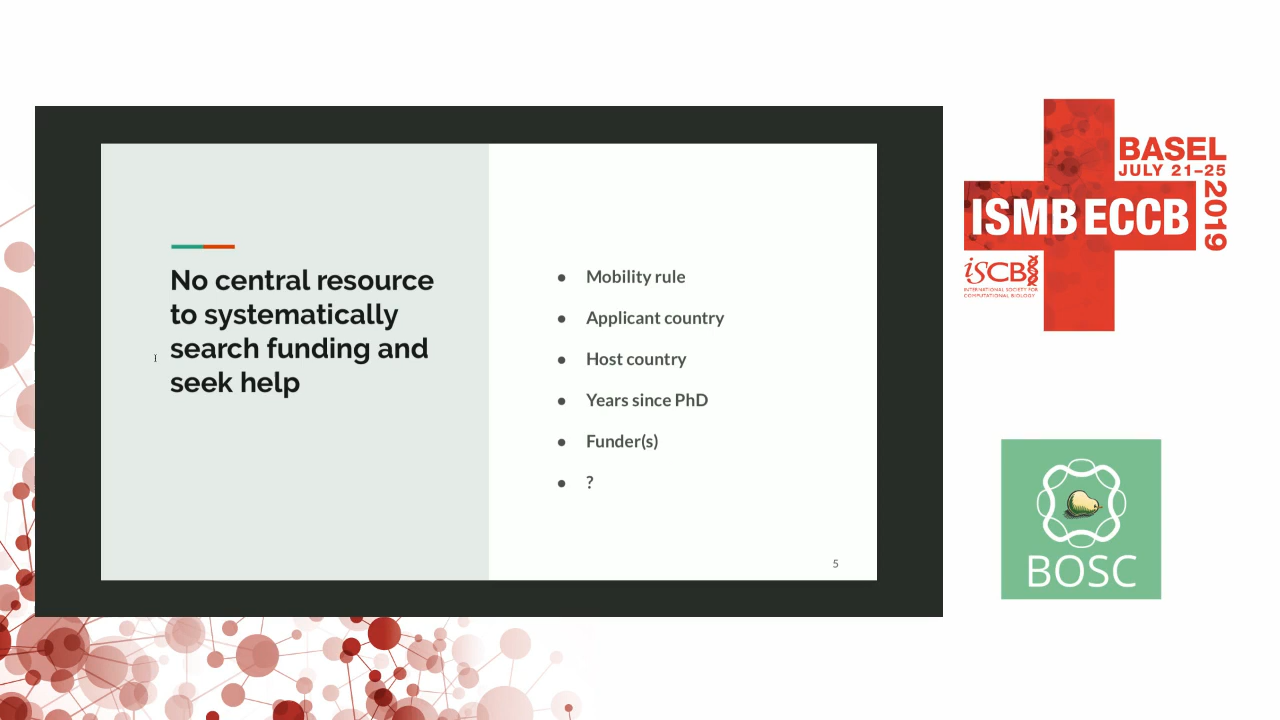 No central resource
to systematically
search funding and
seek help
● Mobility rule
● Applicant country
● Host country
● Years since PhD
● Funder(s)
● ?
5
BASEL
JULY 21–25
2019
ISMB ECCB
iSCB
INTERNATIONAL SOCIETY FOR
COMPUTATIONAL BIOLOGY
BOSC